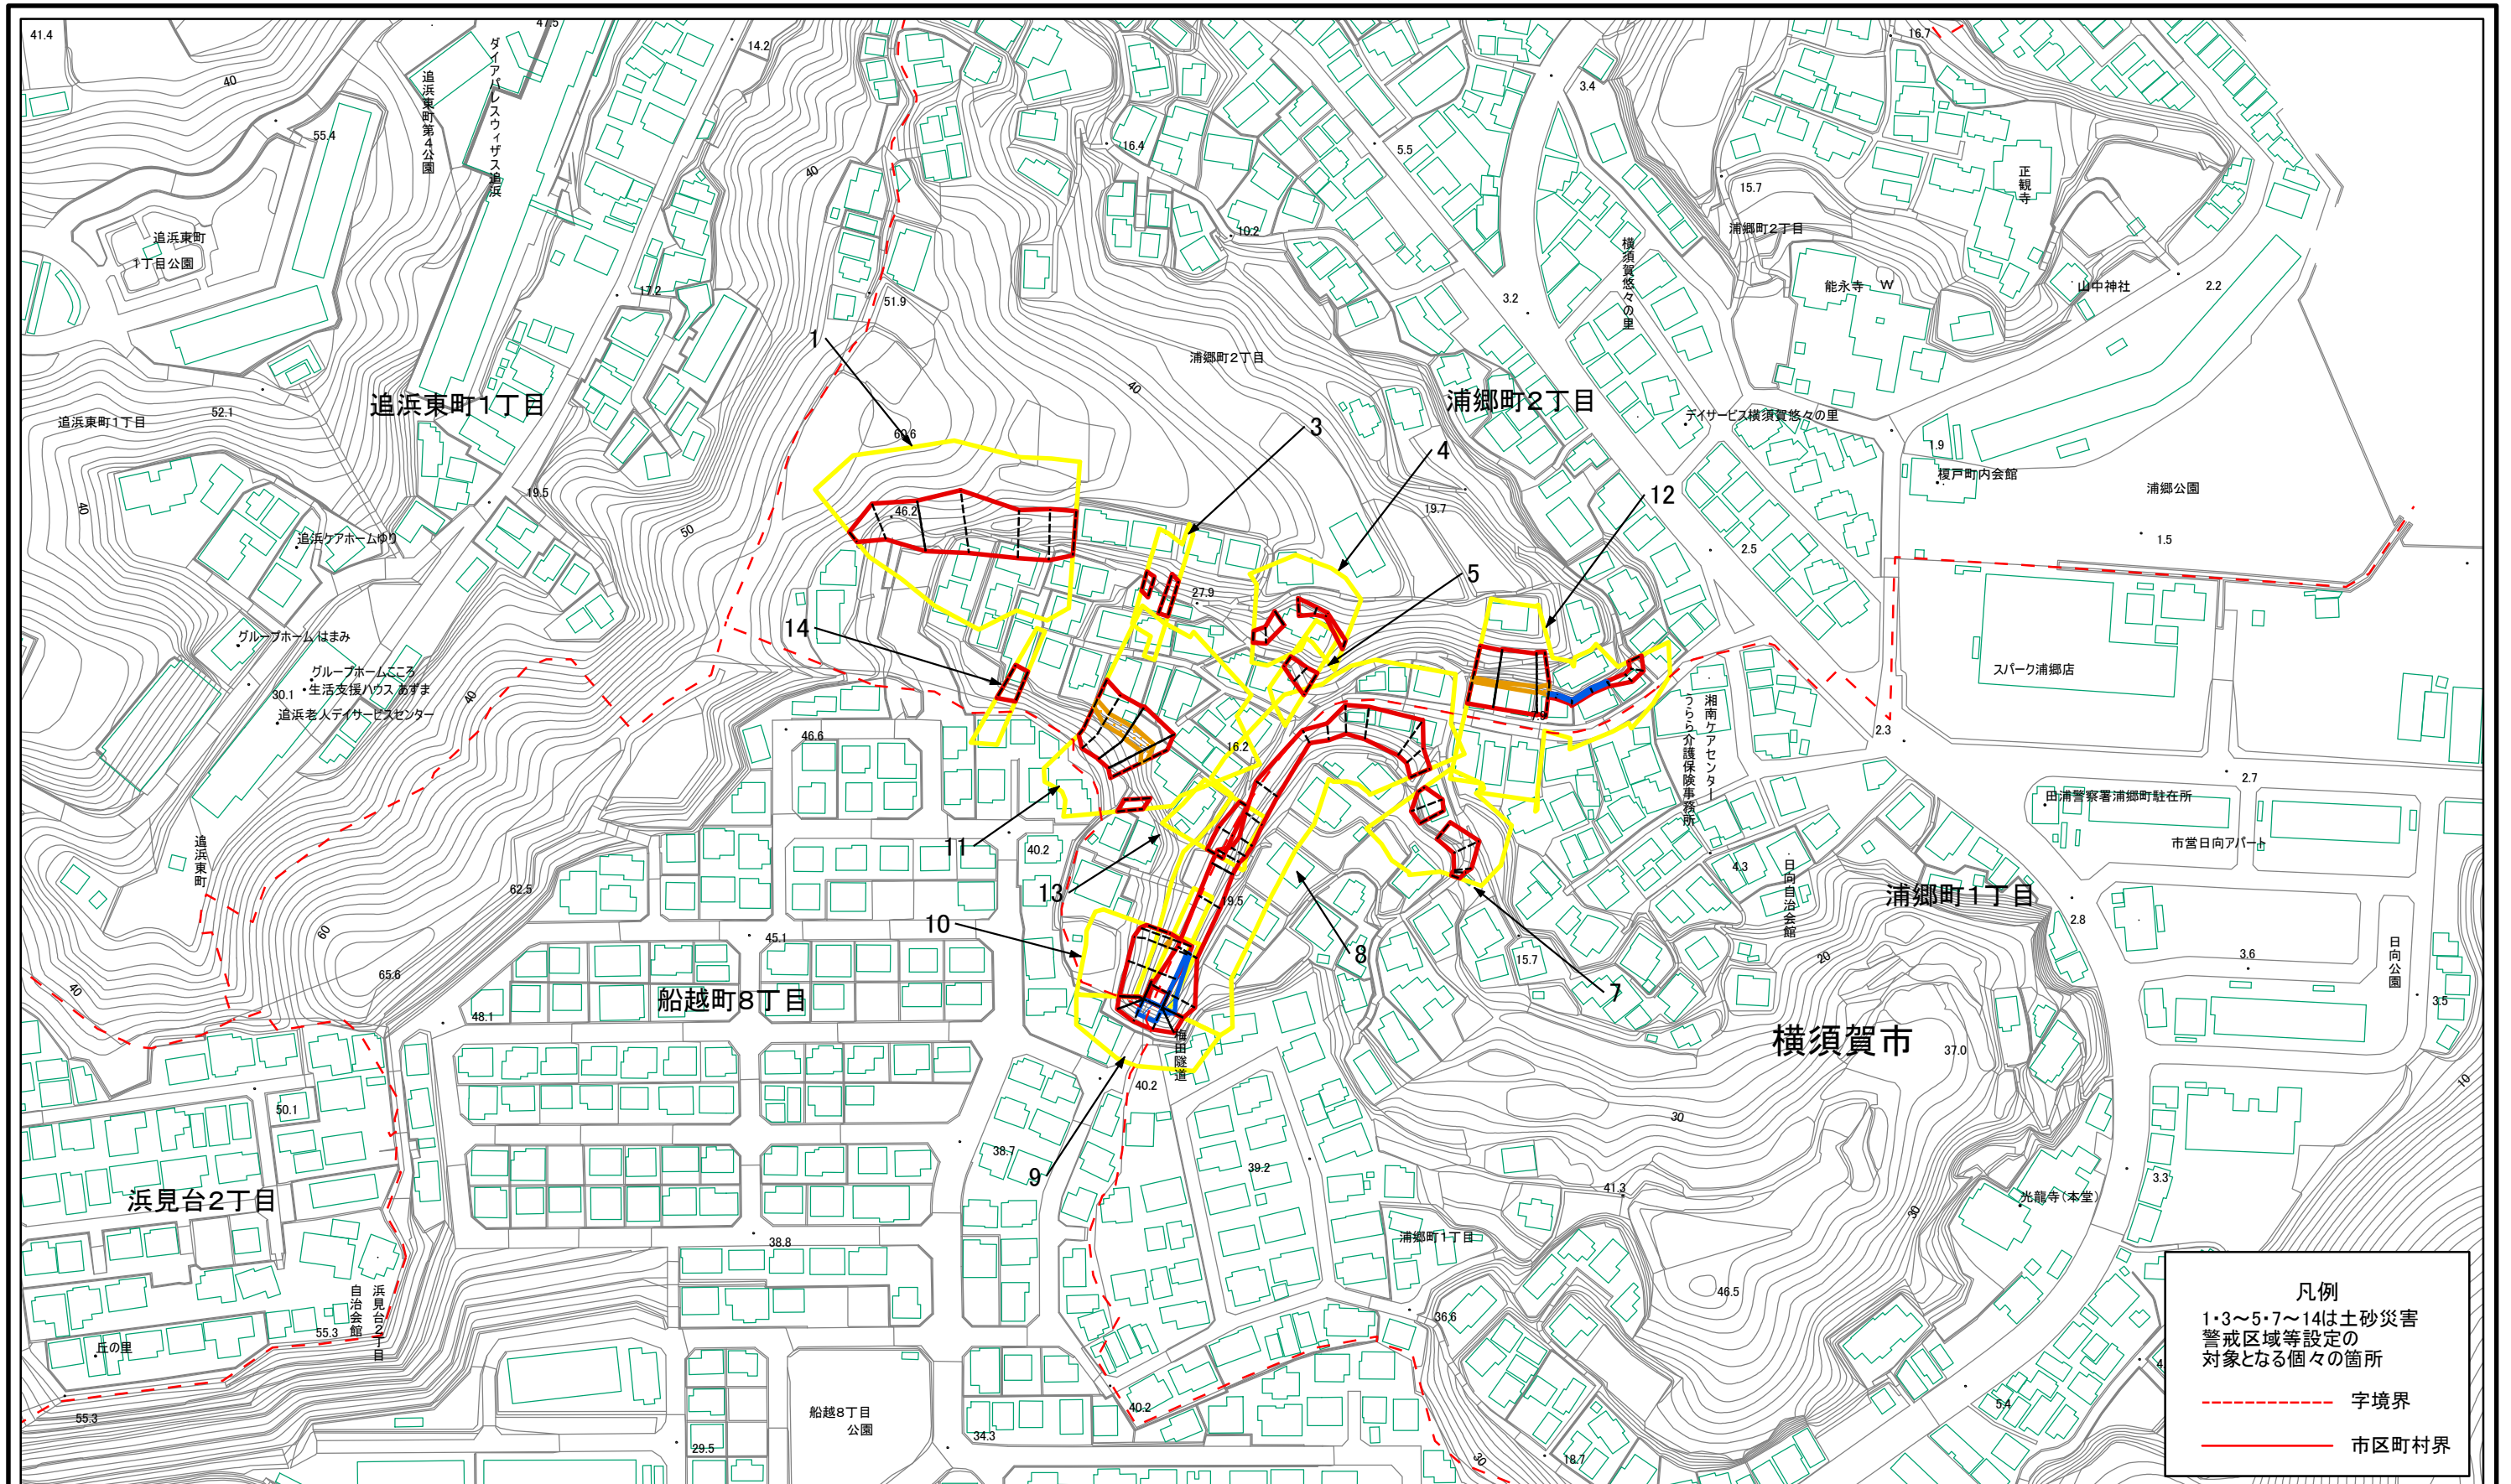 41.4
47.5
14.2
16.7
40
55.4
追浜東町第4公園
ダイアパレスウィザス追浜
3.4
5.5
16.4
40
15.7
正観寺
追浜東町
1丁目公園
10.2
浦郷町2丁目
横須賀悠々の里
17.2
51.9
3.2
能永寺
山中神社
2.2
1
浦郷町2丁目
40
追浜東町1丁目
52.1
追浜東町1丁目
浦郷町2丁目
デイサービス横須賀悠々の里
60.6
3
4
1.9
榎戸町内会館
浦郷公園
40
19.5
50
46.2
19.7
12
追浜ケアホームゆり
2.5
1.5
27.9
5
14
グループホーム はまみ
グループホームこころ
生活支援ハウス あずま
30.1
追浜老人デイサービスセンター
40
スパーク浦郷店
湘南ケアセンター
うらら介護保険事務所
7.9
2.3
46.6
16.2
2.7
田浦警察署浦郷町駐在所
市営日向アパート
追浜東町
11
40.2
4.3
日向自治会館
62.5
13
19.5
浦郷町1丁目
2.8
60
10
45.1
8
15.7
20
3.6
日向公園
65.6
40
船越町8丁目
48.1
7
3.5
梅田隧道
横須賀市
37.0
40.2
50.1
30
10
38.7
9
39.2
41.3
3.3
浜見台2丁目
光龍寺(本堂)
30
38.8
浦郷町1丁目
浜見台2丁目
自治会館
46.5
55.3
36.6
丘の里
55.3
船越8丁目
公園
40.2
34.3
29.5
30
18.7
5.4
凡例
1・3～5・7～14は土砂災害
警戒区域等設定の
対象となる個々の箇所
字境界
市区町村界